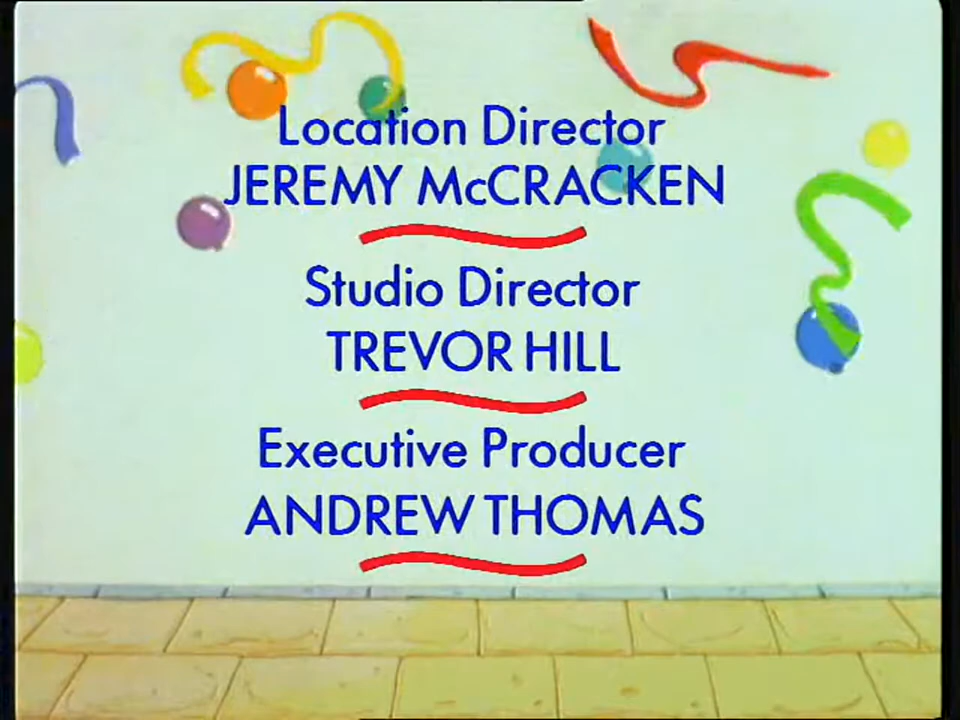 Location Director
JEREMY McCRACKEN
Studio Director
TREVOR HILL
Executive Producer
ANDREW THOMAS